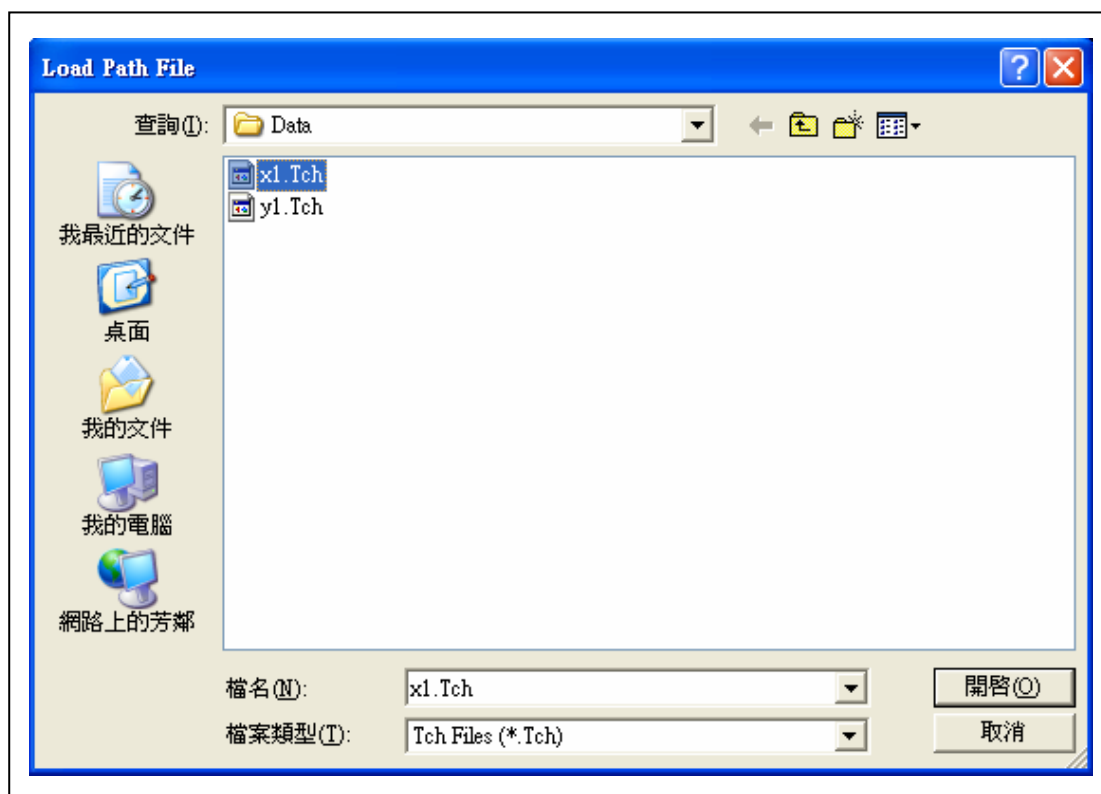 Load Path File
查詢(I): Data
x1.Tch
y1.Tch
我最近的文件
桌面
我的文件
我的電腦
網路上的芳鄰
檔名(N): x1.Tch 開啓(O)
檔案類型(T): Tch Files (*.Tch) 取消